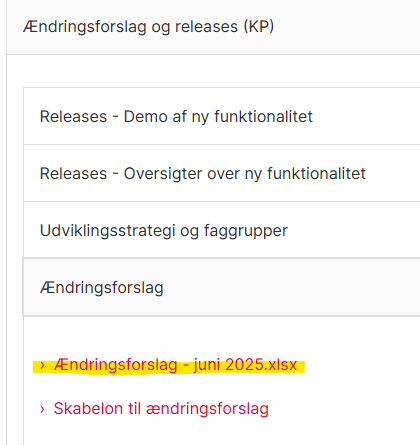 Ændringsforslag og releases (KP)
Releases - Demo af ny funktionalitet
Releases - Oversigter over ny funktionalitet
Udviklingsstrategi og faggrupper
Ændringsforslag
› Ændringsforslag - juni 2025.xlsx
› Skabelon til ændringsforslag